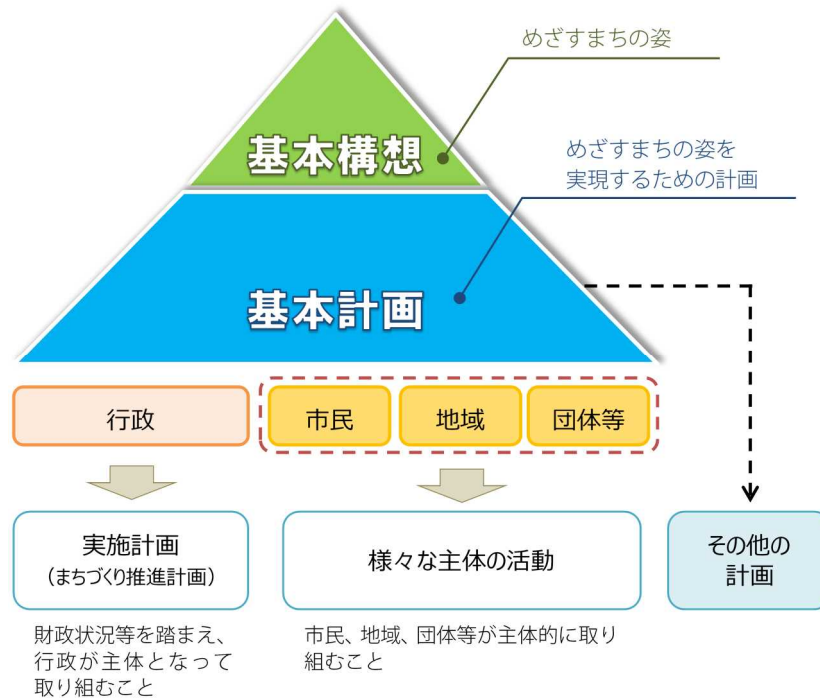 めざすまちの姿
基本構想
めざすまちの姿を
実現するための計画
基本計画
行政
市民
地域
団体等
実施計画
(まちづくり推進計画)
様々な主体の活動
その他の
計画
財政状況等を踏まえ、
行政が主体となって
取り組むこと
市民、地域、団体等が主体的に取り
組むこと